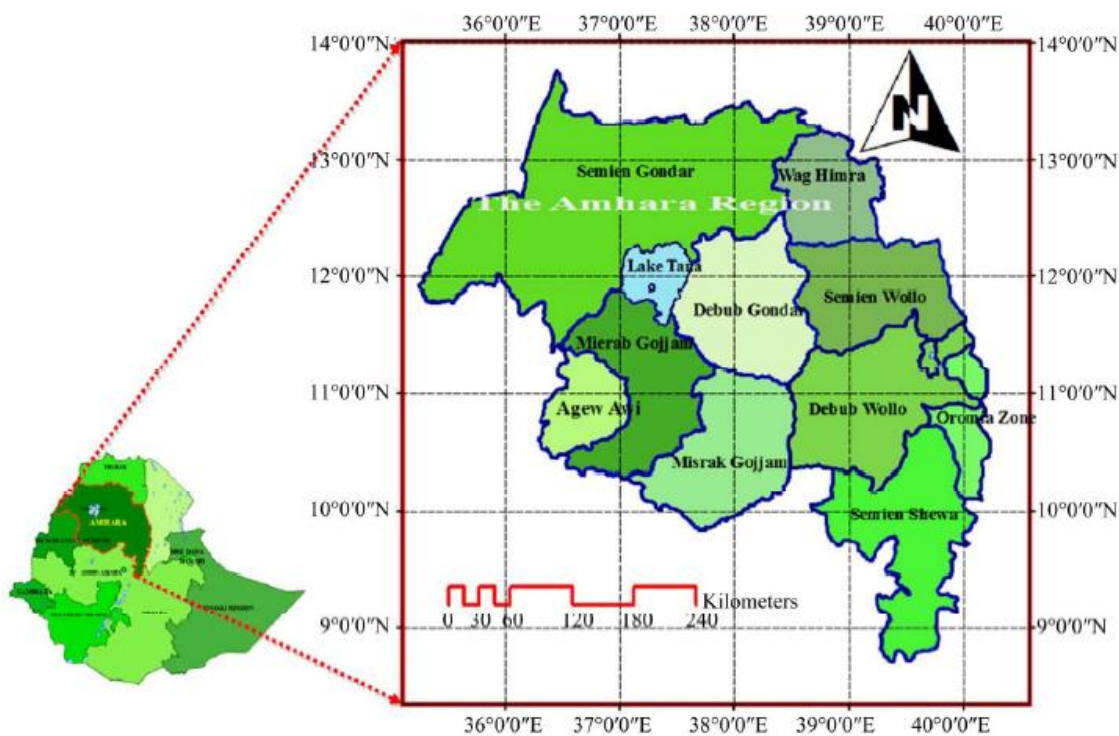 36°0′0″E 37°0′0″E 38°0′0″E 39°0′0″E 40°0′0″E
14°0′0″N 14°0′0″N
N
13°0′0″N 13°0′0″N
Semien Gondar
Wag Himra
The Amhara Region
12°0′0″N 12°0′0″N
Lake Tana
Semien Wollo
Debub Gondar
Mierab Gojjam
11°0′0″N 11°0′0″N
Agew Awi
Debub Wollo
Oromia Zone
Misrak Gojjam
10°0′0″N 10°0′0″N
Semien Shewa
AMHARA
Kilometers
0 30 60 120 180 240
9°0′0″N 9°0′0″N
36°0′0″E 37°0′0″E 38°0′0″E 39°0′0″E 40°0′0″E